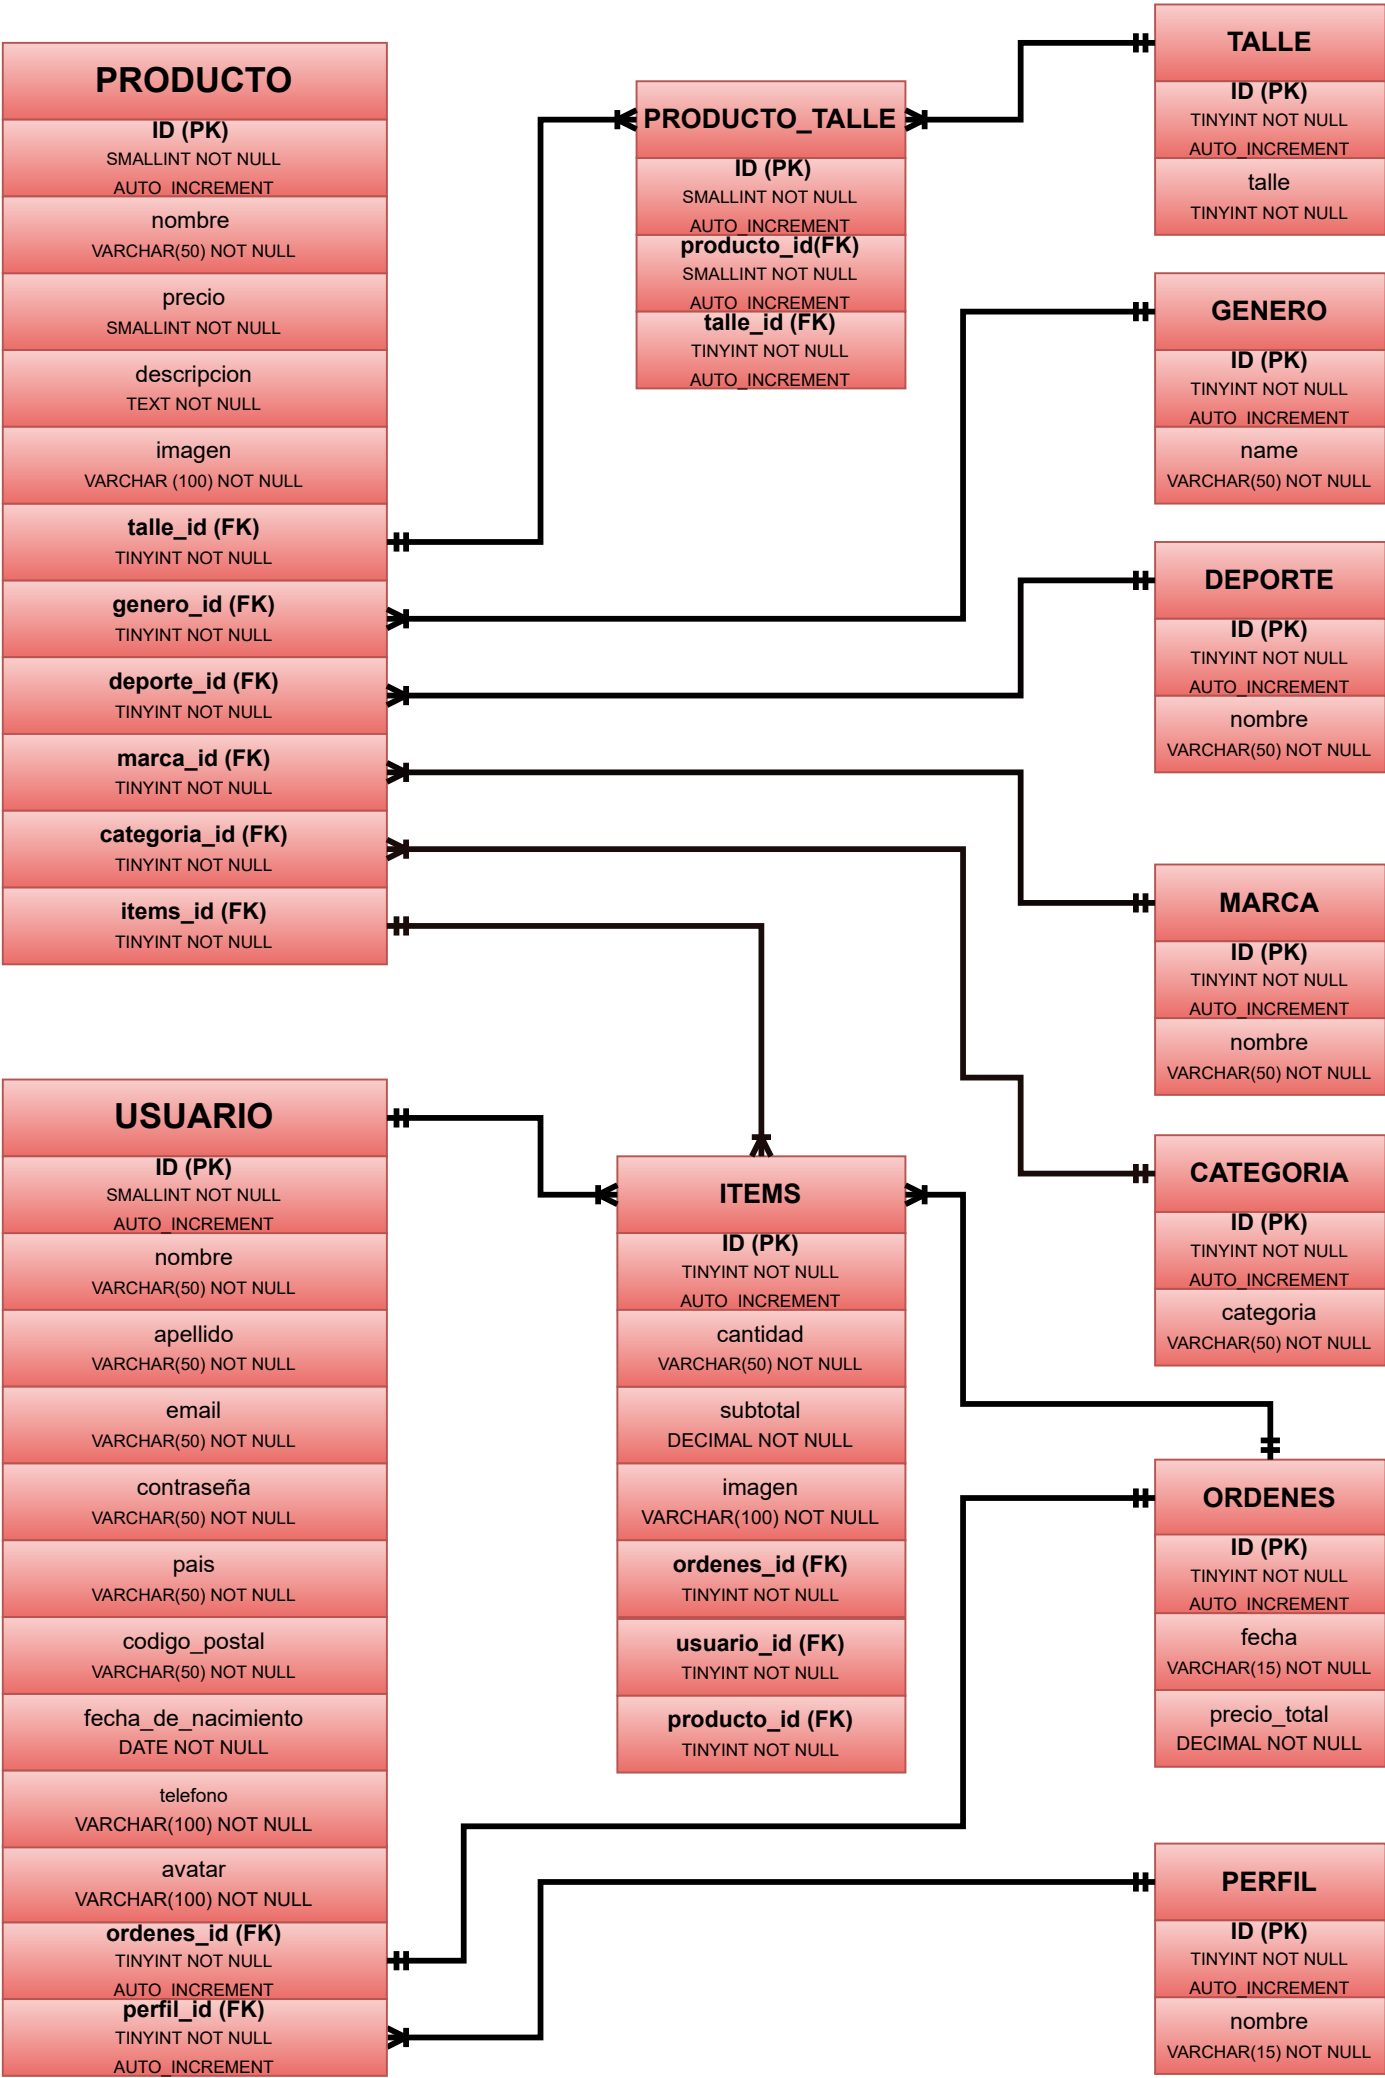 PRODUCTO
ID (PK)
SMALLINT NOT NULL
AUTO_INCREMENT
nombre
VARCHAR(50) NOT NULL
precio
SMALLINT NOT NULL
descripcion
TEXT NOT NULL
imagen
VARCHAR (100) NOT NULL
talle_id (FK)
TINYINT NOT NULL
genero_id (FK)
TINYINT NOT NULL
deporte_id (FK)
TINYINT NOT NULL
marca_id (FK)
TINYINT NOT NULL
categoria_id (FK)
TINYINT NOT NULL
items_id (FK)
TINYINT NOT NULL
PRODUCTO_TALLE
ID (PK)
SMALLINT NOT NULL
AUTO_INCREMENT
producto_id(FK)
SMALLINT NOT NULL
AUTO_INCREMENT
talle_id (FK)
TINYINT NOT NULL
AUTO_INCREMENT
TALLE
ID (PK)
TINYINT NOT NULL
AUTO_INCREMENT
talle
TINYINT NOT NULL
GENERO
ID (PK)
TINYINT NOT NULL
AUTO_INCREMENT
name
VARCHAR(50) NOT NULL
DEPORTE
ID (PK)
TINYINT NOT NULL
AUTO_INCREMENT
nombre
VARCHAR(50) NOT NULL
MARCA
ID (PK)
TINYINT NOT NULL
AUTO_INCREMENT
nombre
VARCHAR(50) NOT NULL
CATEGORIA
ID (PK)
TINYINT NOT NULL
AUTO_INCREMENT
categoria
VARCHAR(50) NOT NULL
USUARIO
ID (PK)
SMALLINT NOT NULL
AUTO_INCREMENT
nombre
VARCHAR(50) NOT NULL
apellido
VARCHAR(50) NOT NULL
email
VARCHAR(50) NOT NULL
contraseña
VARCHAR(50) NOT NULL
pais
VARCHAR(50) NOT NULL
codigo_postal
VARCHAR(50) NOT NULL
fecha_de_nacimiento
DATE NOT NULL
telefono
VARCHAR(100) NOT NULL
avatar
VARCHAR(100) NOT NULL
ordenes_id (FK)
TINYINT NOT NULL
AUTO_INCREMENT
perfil_id (FK)
TINYINT NOT NULL
AUTO_INCREMENT
ITEMS
ID (PK)
TINYINT NOT NULL
AUTO_INCREMENT
cantidad
VARCHAR(50) NOT NULL
subtotal
DECIMAL NOT NULL
imagen
VARCHAR(100) NOT NULL
ordenes_id (FK)
TINYINT NOT NULL
usuario_id (FK)
TINYINT NOT NULL
producto_id (FK)
TINYINT NOT NULL
ORDENES
ID (PK)
TINYINT NOT NULL
AUTO_INCREMENT
fecha
VARCHAR(15) NOT NULL
precio_total
DECIMAL NOT NULL
PERFIL
ID (PK)
TINYINT NOT NULL
AUTO_INCREMENT
nombre
VARCHAR(15) NOT NULL